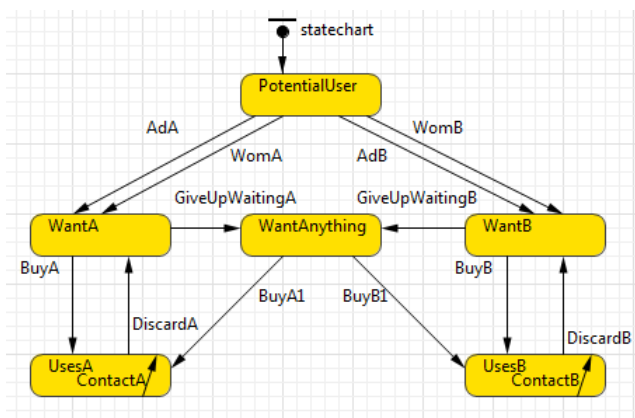 statechart
PotentialUser
AdA
WomA
AdB
WomB
GiveUpWaitingA
GiveUpWaitingB
WantA
WantAnything
WantB
BuyA
BuyA1
BuyB1
BuyB
DiscardA
DiscardB
UsesA
ContactA
UsesB
ContactB